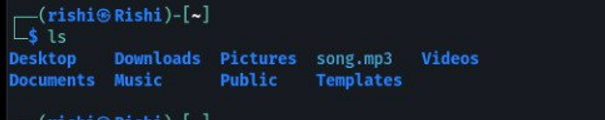 ┌──(rishi㉿Rishi)-[~]
└─$ ls
Desktop    Downloads  Pictures  song.mp3   Videos
Documents  Music      Public    Templates